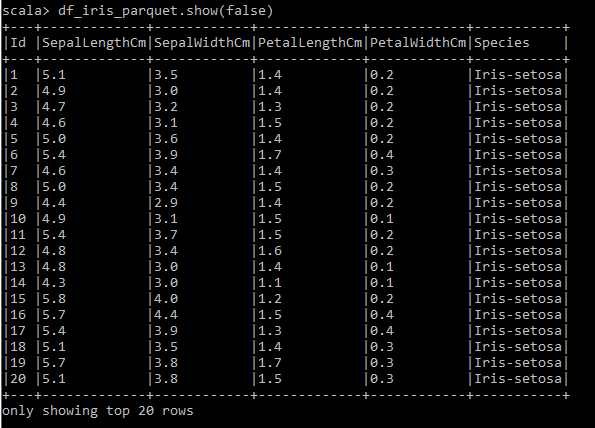 scala> df_iris_parquet.show(false)
+---+-------------+------------+-------------+------------+-----------+
|Id |SepalLengthCm|SepalWidthCm|PetalLengthCm|PetalWidthCm|Species    |
+---+-------------+------------+-------------+------------+-----------+
|1  |5.1          |3.5         |1.4          |0.2         |Iris-setosa|
|2  |4.9          |3.0         |1.4          |0.2         |Iris-setosa|
|3  |4.7          |3.2         |1.3          |0.2         |Iris-setosa|
|4  |4.6          |3.1         |1.5          |0.2         |Iris-setosa|
|5  |5.0          |3.6         |1.4          |0.2         |Iris-setosa|
|6  |5.4          |3.9         |1.7          |0.4         |Iris-setosa|
|7  |4.6          |3.4         |1.4          |0.3         |Iris-setosa|
|8  |5.0          |3.4         |1.5          |0.2         |Iris-setosa|
|9  |4.4          |2.9         |1.4          |0.2         |Iris-setosa|
|10 |4.9          |3.1         |1.5          |0.1         |Iris-setosa|
|11 |5.4          |3.7         |1.5          |0.2         |Iris-setosa|
|12 |4.8          |3.4         |1.6          |0.2         |Iris-setosa|
|13 |4.8          |3.0         |1.4          |0.1         |Iris-setosa|
|14 |4.3          |3.0         |1.1          |0.1         |Iris-setosa|
|15 |5.8          |4.0         |1.2          |0.2         |Iris-setosa|
|16 |5.7          |4.4         |1.5          |0.4         |Iris-setosa|
|17 |5.4          |3.9         |1.3          |0.4         |Iris-setosa|
|18 |5.1          |3.5         |1.4          |0.3         |Iris-setosa|
|19 |5.7          |3.8         |1.7          |0.3         |Iris-setosa|
|20 |5.1          |3.8         |1.5          |0.3         |Iris-setosa|
+---+-------------+------------+-------------+------------+-----------+
only showing top 20 rows